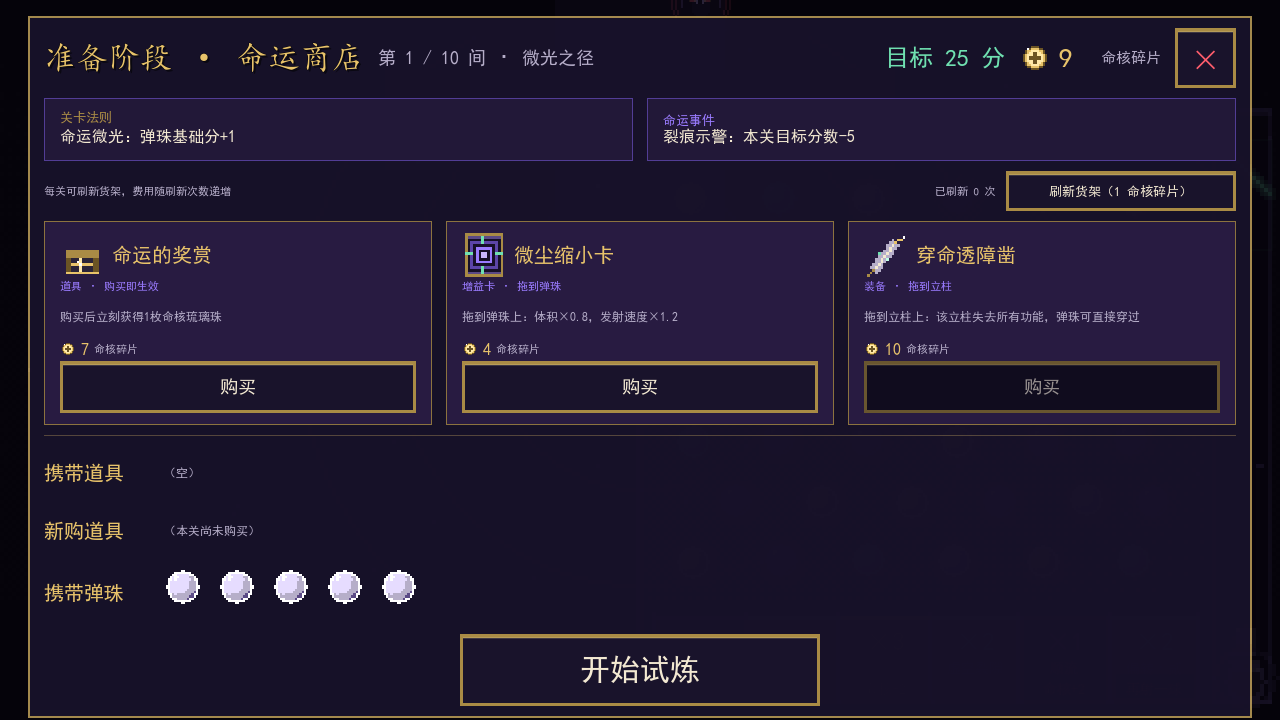 准备阶段 • 命运商店 第 1 / 10 间 · 微光之径 目标 25 分 9 命核碎片
关卡法则
命运微光：弹珠基础分+1
命运事件
裂痕示警：本关目标分数-5
每关可刷新货架，费用随刷新次数递增
已刷新 0 次
刷新货架（1 命核碎片）
命运的奖赏
道具 · 购买即生效
购买后立刻获得1枚命核琉璃珠
7 命核碎片
购买
微尘缩小卡
增益卡 · 拖到弹珠
拖到弹珠上：体积×0.8，发射速度×1.2
4 命核碎片
购买
穿命透障凿
装备 · 拖到立柱
拖到立柱上：该立柱失去所有功能，弹珠可直接穿过
10 命核碎片
购买
携带道具 （空）
新购道具 （本关尚未购买）
携带弹珠
开始试炼